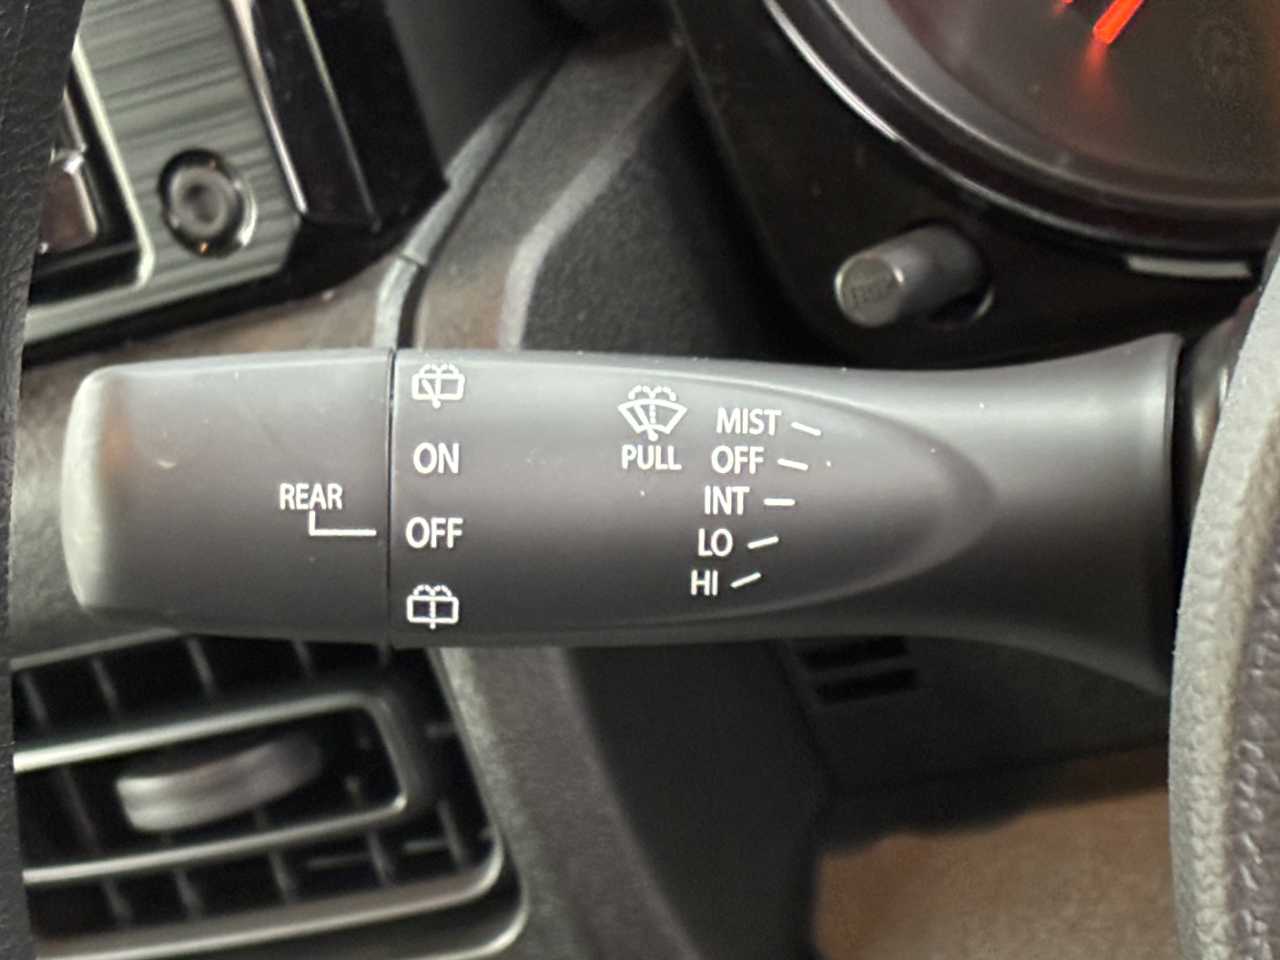 ON
REAR
OFF
PULL
MIST
OFF
INT
LO
HI